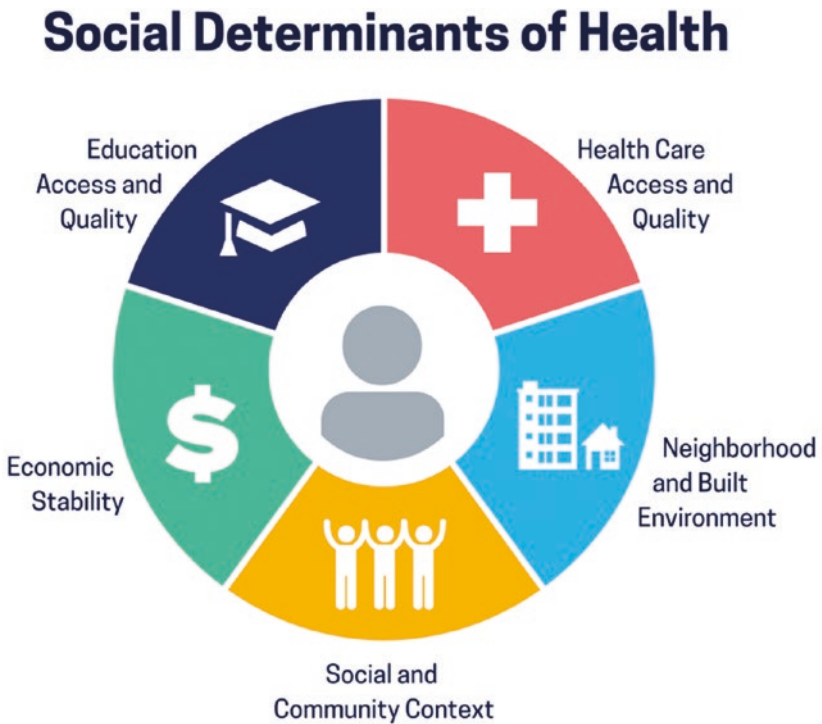 Social Determinants of Health
Education
Access and
Quality
Health Care
Access and
Quality
Economic
Stability
Neighborhood
and Built
Environment
Social and
Community Context